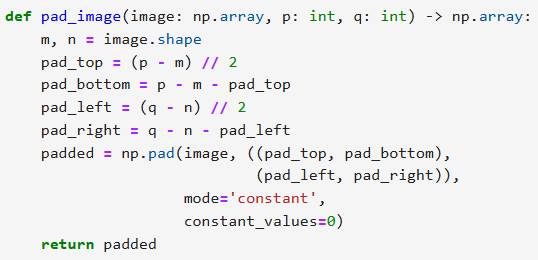 def pad_image(image: np.array, p: int, q: int) -> np.array:
    m, n = image.shape
    pad_top = (p - m) // 2
    pad_bottom = p - m - pad_top
    pad_left = (q - n) // 2
    pad_right = q - n - pad_left
    padded = np.pad(image, ((pad_top, pad_bottom),
                            (pad_left, pad_right)),
                    mode='constant',
                    constant_values=0)
    return padded